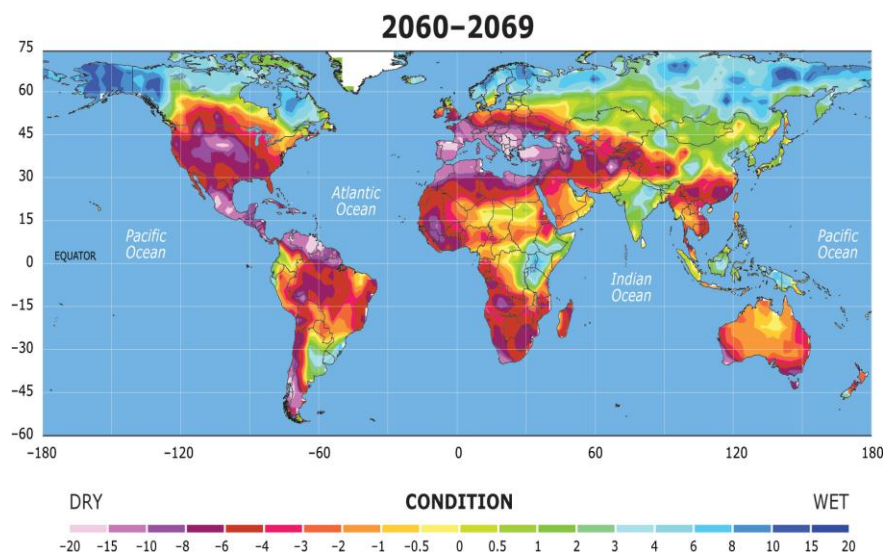 2060–2069
75
60
45
30
15
0
–15
–30
–45
–60
Atlantic
Ocean
Pacific
Ocean
Pacific
Ocean
EQUATOR
Indian
Ocean
–180 –120 –60 0 60 120 180
DRY CONDITION WET
–20 –15 –10 –8 –6 –4 –3 –2 –1 –0.5 0 0.5 1 2 3 4 6 8 10 15 20